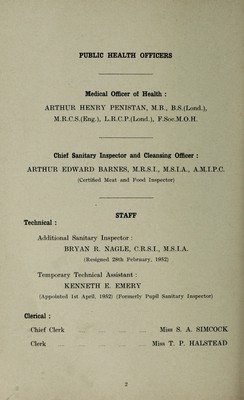 PUBLIC HEALTH OFFICERS
Medical Officer of Health :
ARTHUR HENRY PENISTAN, M.B., B.S.(Lond.),
M.R.C.S.(Eng.), L.R.C.P.(Lond.), F.Soc.M.O.H.
Chief Sanitary Inspector and Cleansing Officer :
ARTHUR EDWARD BARNES, M.R.S.I., M.S.I.A., A.M.I.P.C.
(Certified Meat and Food Inspector)
STAFF
Technical :
Additional Sanitary Inspector :
BRYAN R. NAGLE, C.R.S.I., M.S.I.A.
(Resigned 29th February, 1952)
Temporary Technical Assistant :
KENNETH E. EMERY
(Appointed 1st April, 1952) (Formerly Pupil Sanitary Inspector)
Clerical :
Chief Clerk Miss S. A. SIMCOCK
Clerk Miss T. P. HALSTEAD
2